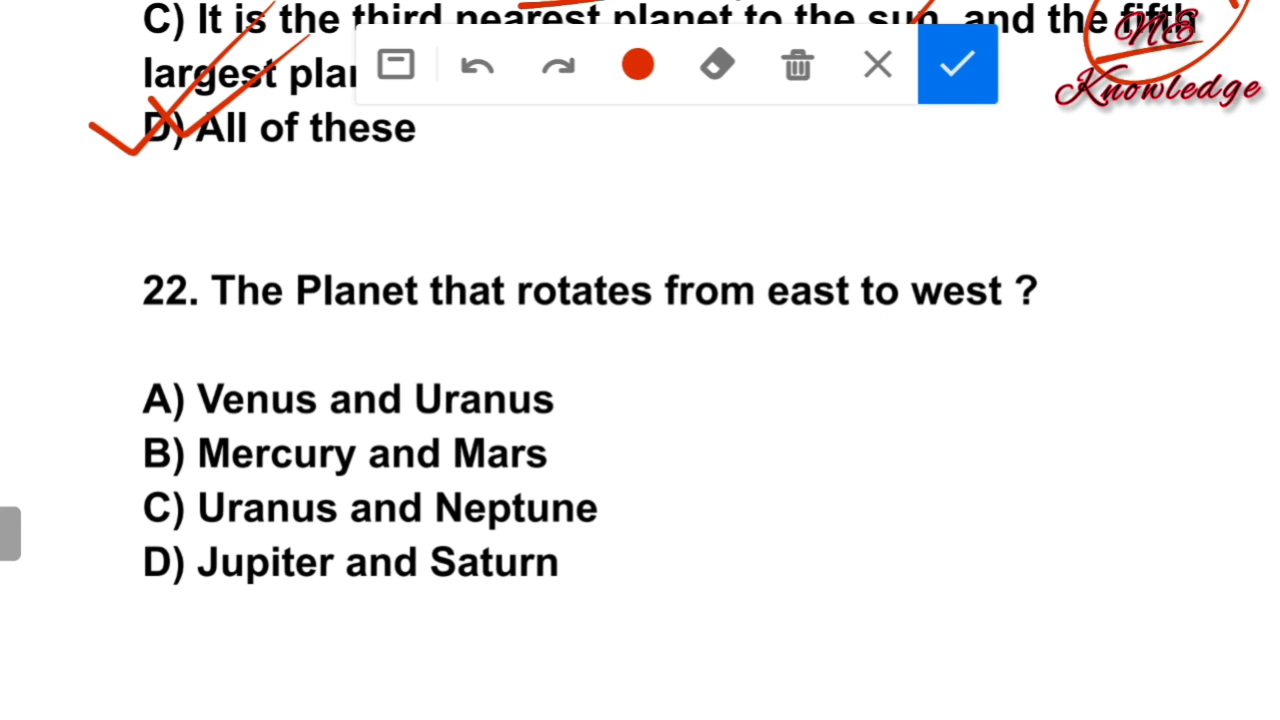 C) It is the third nearest planet to the sun, and the fifth
largest plan
D) All of these
NE
Knowledge
22. The Planet that rotates from east to west ?
A) Venus and Uranus
B) Mercury and Mars
C) Uranus and Neptune
D) Jupiter and Saturn